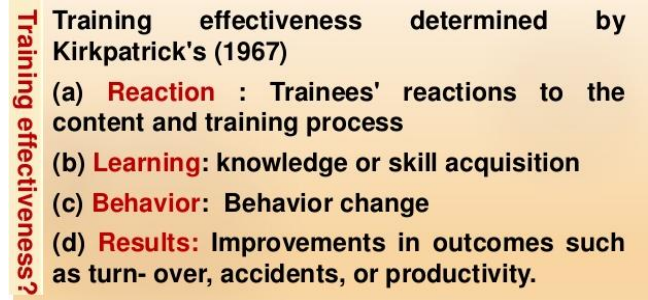 Training effectiveness?
Training effectiveness determined by
Kirkpatrick's (1967)
(a) Reaction : Trainees' reactions to the
content and training process
(b) Learning: knowledge or skill acquisition
(c) Behavior: Behavior change
(d) Results: Improvements in outcomes such
as turn- over, accidents, or productivity.